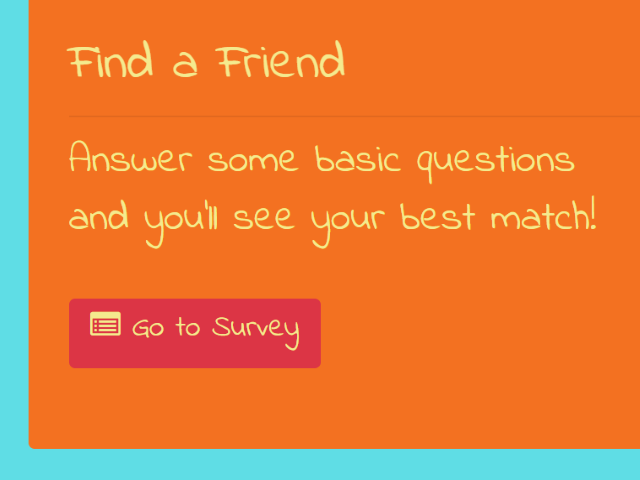 Find a Friend
Answer some basic questions
and you'll see your best match!
Go to Survey